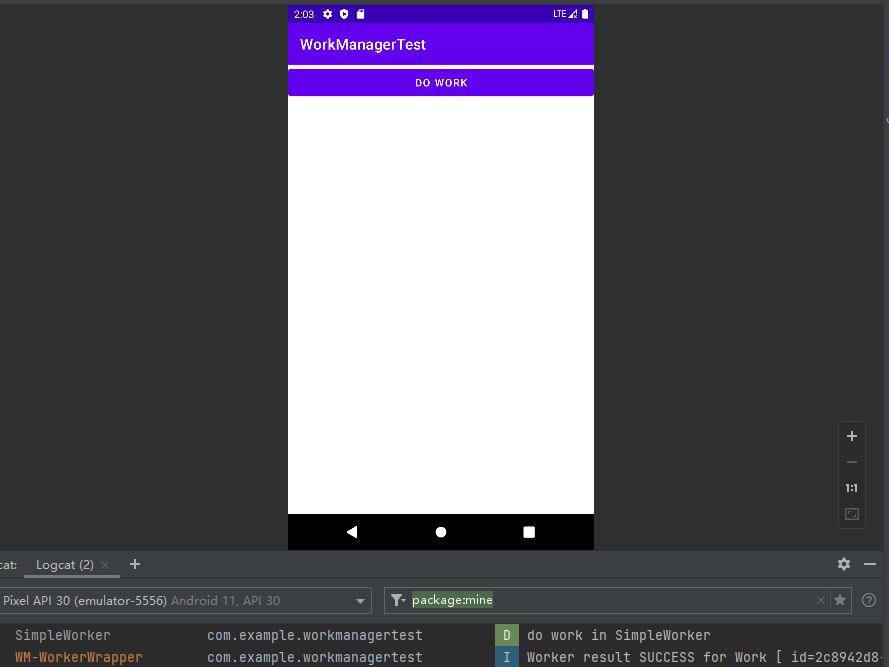 2:03 LTE
WorkManagerTest
DO WORK
1:1
cat: Logcat (2)
Pixel API 30 (emulator-5556) Android 11, API 30 package:mine
SimpleWorker com.example.workmanagertest D do work in SimpleWorker
WM-WorkerWrapper com.example.workmanagertest I Worker result SUCCESS for Work [ id=2c8942d8-